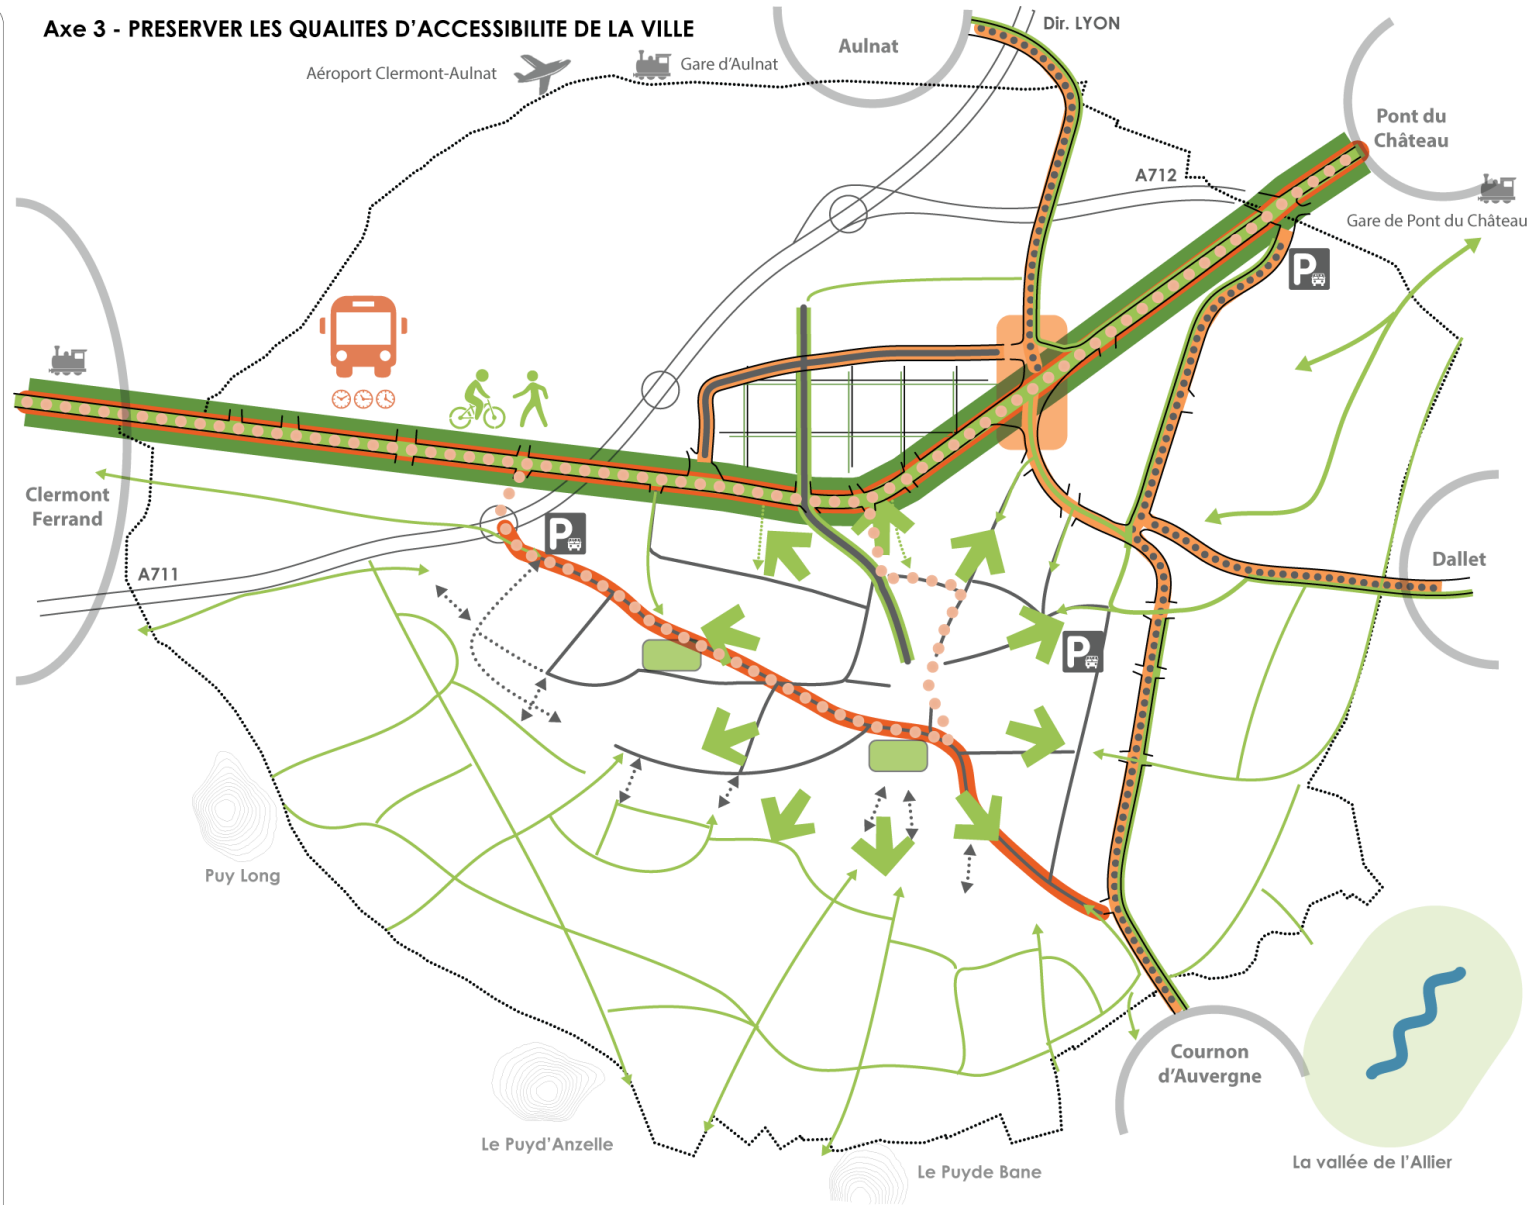 Axe 3 - PRESERVER LES QUALITES D'ACCESSIBILITE DE LA VILLE
Dir. LYON
Aulnat
Gare d'Aulnat
Aéroport Clermont-Aulnat
Pont du
Château
A712
Gare de Pont du Château
P
Clermont
Ferrand
P
Dallet
A711
P
Puy Long
Cournon
d'Auvergne
Le Puyd'Anzelle
La vallée de l'Allier
Le Puyde Bane